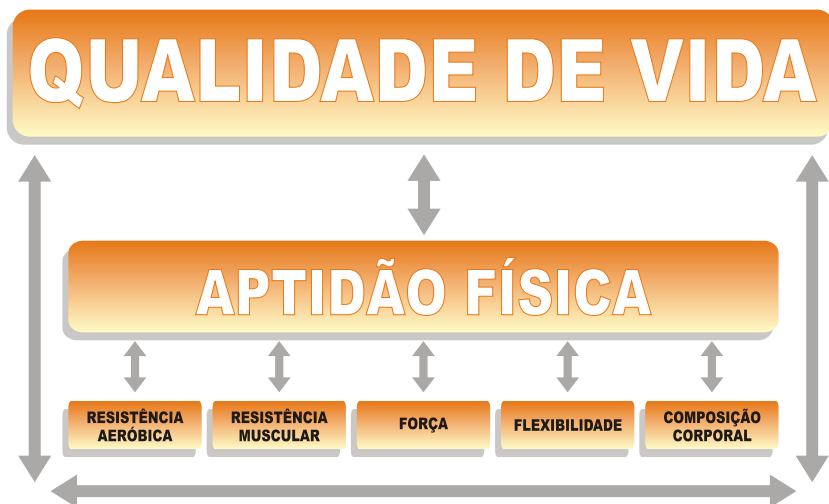 QUALIDADE DE VIDA
APTIDÃO FÍSICA
RESISTÊNCIA
AERÓBICA
RESISTÊNCIA
MUSCULAR
FORÇA
FLEXIBILIDADE
COMPOSIÇÃO
CORPORAL